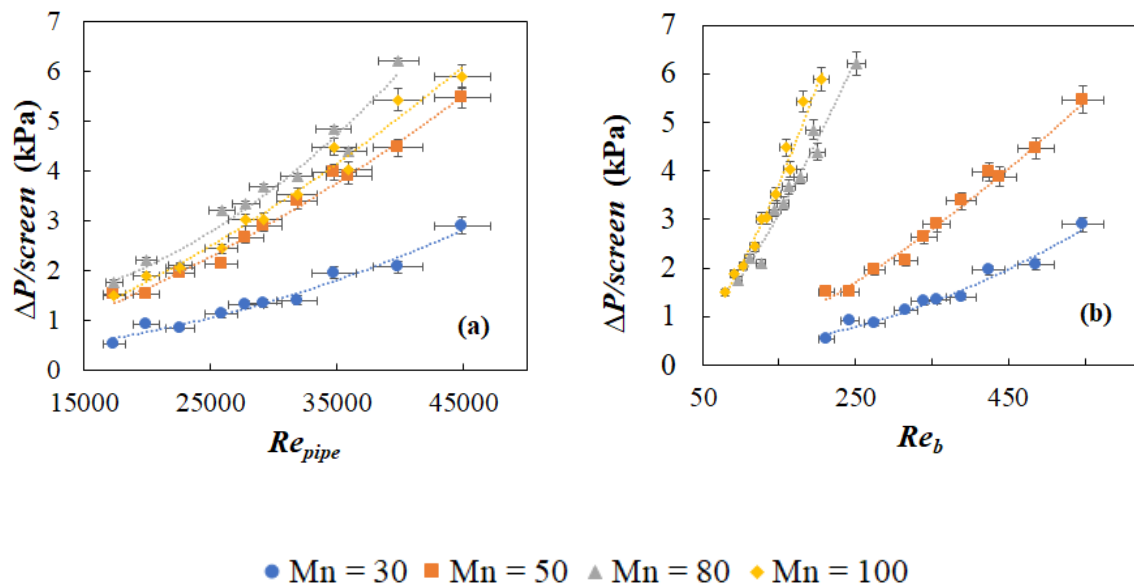 7
6
5
4
3
2
1
0
ΔP/screen (kPa)
(a)
15000 25000 35000 45000
Re_pipe
7
6
5
4
3
2
1
0
ΔP/screen (kPa)
(b)
50 250 450
Re_b
Mn = 30 Mn = 50 Mn = 80 Mn = 100